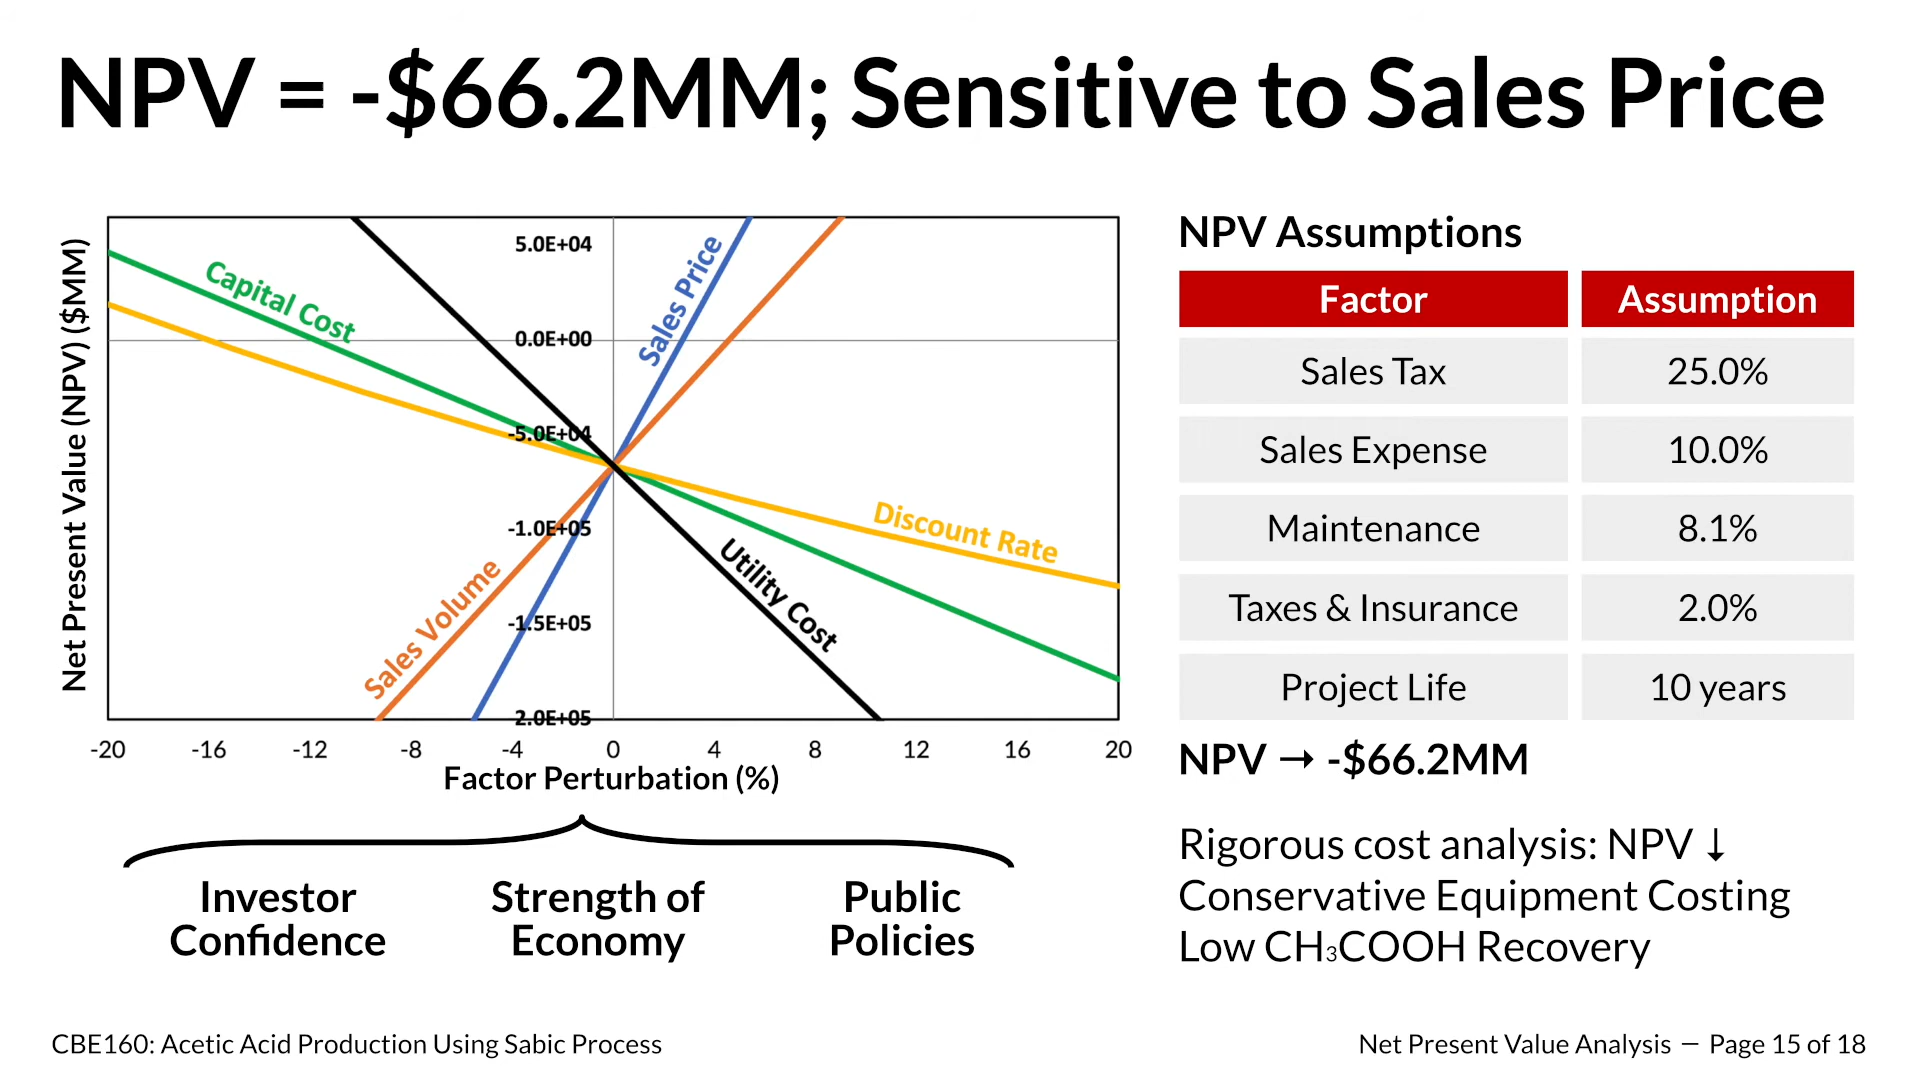 NPV = -$66.2MM; Sensitive to Sales Price
Net Present Value (NPV) ($MM)
5.0E+04
0.0E+00
-5.0E+04
-1.0E+05
-1.5E+05
2.0E+05
Capital Cost
Sales Price
Discount Rate
Utility Cost
Sales Volume
-20 -16 -12 -8 -4 0 4 8 12 16 20
Factor Perturbation (%)
Investor
Confidence
Strength of
Economy
Public
Policies
NPV Assumptions
Factor Assumption
Sales Tax 25.0%
Sales Expense 10.0%
Maintenance 8.1%
Taxes & Insurance 2.0%
Project Life 10 years
NPV → -$66.2MM
Rigorous cost analysis: NPV ↓
Conservative Equipment Costing
Low CH₃COOH Recovery
CBE160: Acetic Acid Production Using Sabic Process
Net Present Value Analysis — Page 15 of 18